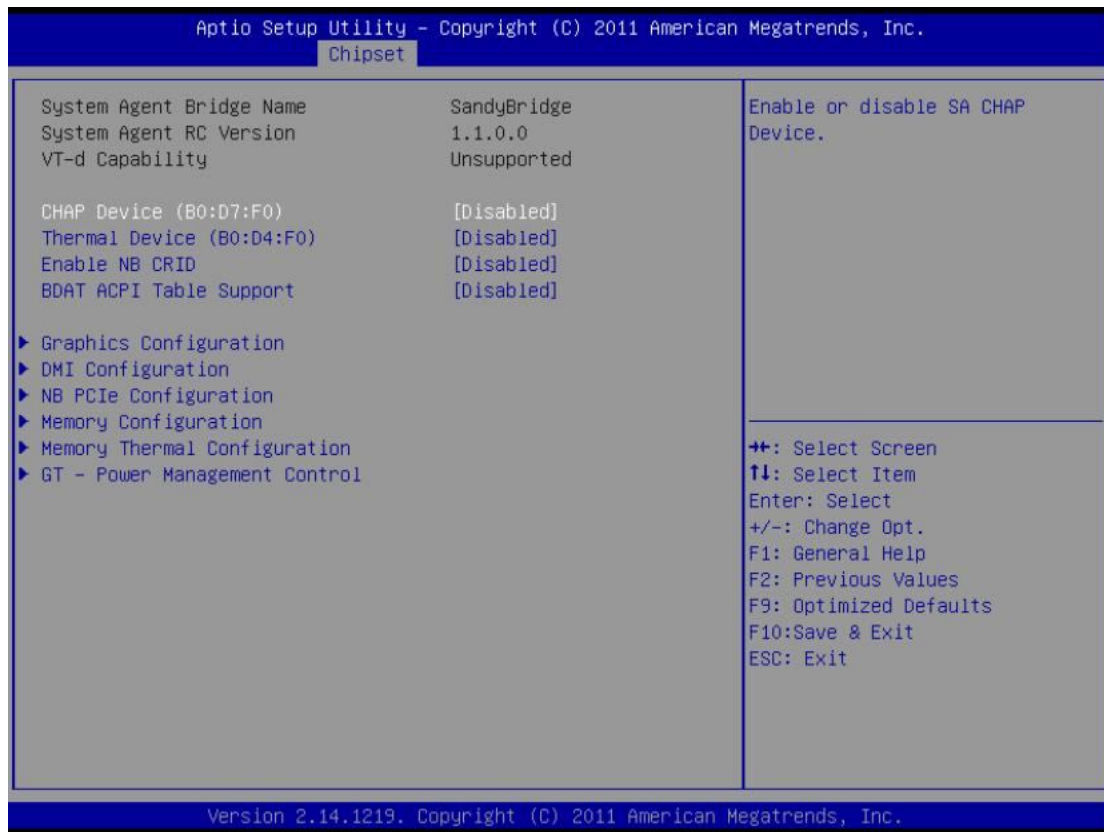 Aptio Setup Utility – Copyright (C) 2011 American Megatrends, Inc.
Chipset
System Agent Bridge Name SandyBridge
System Agent RC Version 1.1.0.0
VT-d Capability Unsupported
CHAP Device (B0:D7:F0) [Disabled]
Thermal Device (B0:D4:F0) [Disabled]
Enable NB CRID [Disabled]
BDAT ACPI Table Support [Disabled]
▶ Graphics Configuration
▶ DMI Configuration
▶ NB PCIe Configuration
▶ Memory Configuration
▶ Memory Thermal Configuration
▶ GT – Power Management Control
Enable or disable SA CHAP
Device.
→←: Select Screen
↑↓: Select Item
Enter: Select
+/-: Change Opt.
F1: General Help
F2: Previous Values
F9: Optimized Defaults
F10:Save & Exit
ESC: Exit
Version 2.14.1219. Copyright (C) 2011 American Megatrends, Inc.